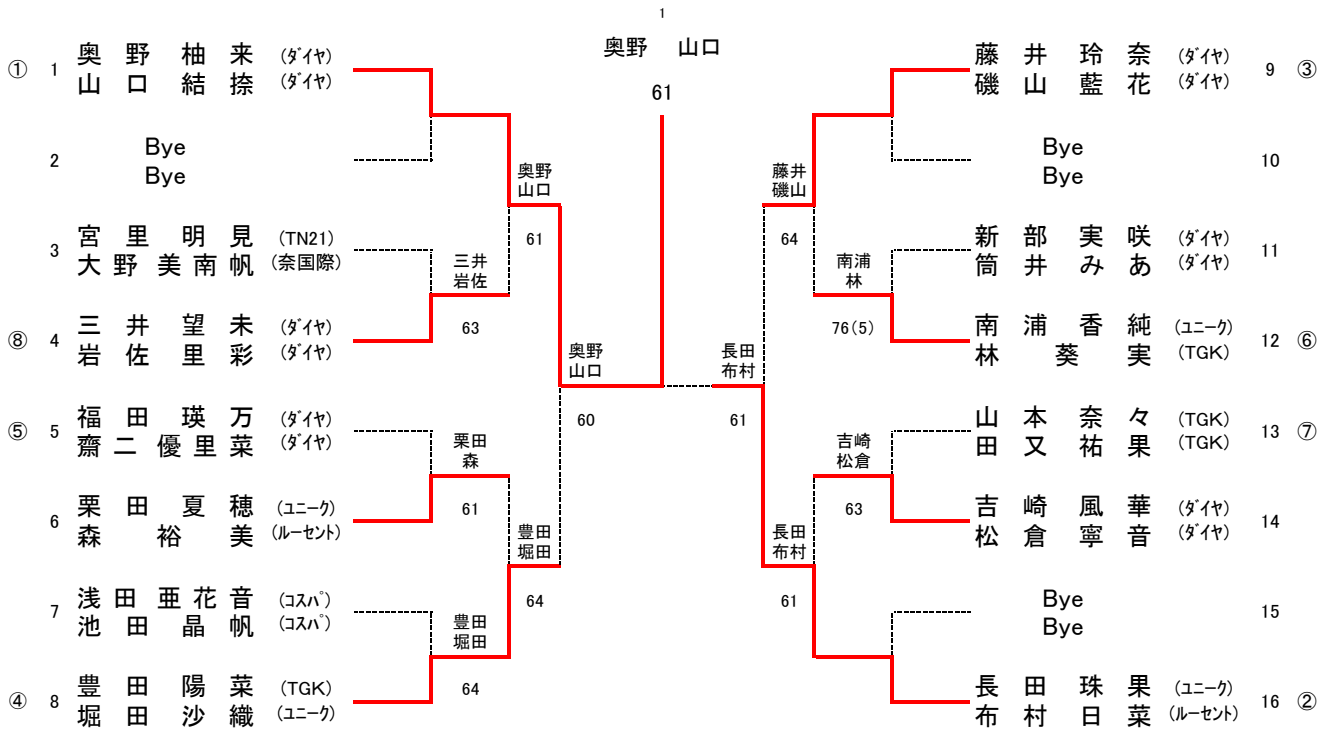 1
奥野 山口
61
① 1 奥野柚来 (ダイヤ)
山口結捺 (ダイヤ)
2 Bye
Bye
3 宮里明見 (TN21)
大野美南帆 (奈国際)
⑧ 4 三井望未 (ダイヤ)
岩佐里彩 (ダイヤ)
⑤ 5 福田瑛万 (ダイヤ)
齋二優里菜 (ダイヤ)
6 栗田夏穂 (ユニーク)
森裕美 (ルーセント)
7 浅田亜花音 (コスパ)
池田晶帆 (コスパ)
④ 8 豊田陽菜 (TGK)
堀田沙織 (ユニーク)
三井
岩佐
63
栗田
森
61
豊田
堀田
64
奥野
山口
61
豊田
堀田
64
奥野
山口
60
長田
布村
61
藤井
磯山
64
長田
布村
61
南浦
林
76(5)
吉崎
松倉
63
藤井玲奈 (ダイヤ) 9 ③
磯山藍花 (ダイヤ)
Bye 10
Bye
新部実咲 (ダイヤ) 11
筒井みあ (ダイヤ)
南浦香純 (ユニーク) 12 ⑥
林葵実 (TGK)
山本奈々 (TGK) 13 ⑦
田又祐果 (TGK)
吉崎風華 (ダイヤ) 14
松倉寧音 (ダイヤ)
Bye 15
Bye
長田珠果 (ユニーク) 16 ②
布村日菜 (ルーセント)